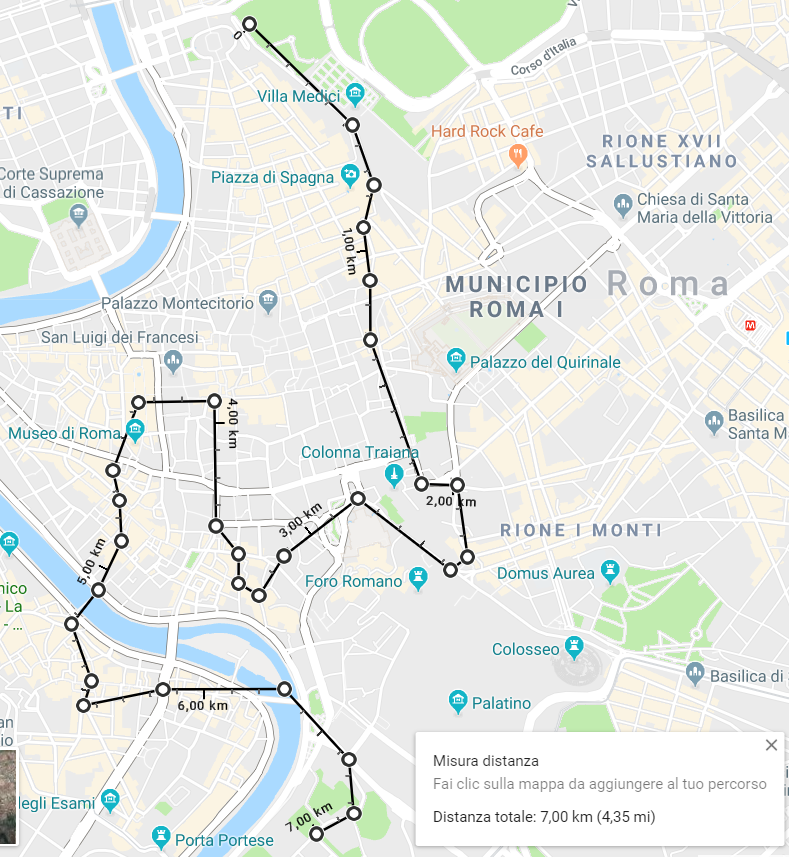 0
Corso d'Italia
Villa Medici
TI
Hard Rock Cafe
RIONE XVII
SALLUSTIANO
Corte Suprema
di Cassazione
Piazza di Spagna
Chiesa di Santa
Maria della Vittoria
1,00 km
MUNICIPIO
ROMA I
Roma
Palazzo Montecitorio
San Luigi dei Francesi
M
Palazzo del Quirinale
4,00 km
Museo di Roma
Basilica
Santa M
Colonna Traiana
2,00 km
3,00 km
RIONE I MONTI
5,00 km
Foro Romano
Domus Aurea
nico
La
- ...
Colosseo
Basilica di
6,00 km
Palatino
an
io
Misura distanza
Fai clic sulla mappa da aggiungere al tuo percorso
Distanza totale: 7,00 km (4,35 mi)
egli Esami
7,00 km
Porta Portese